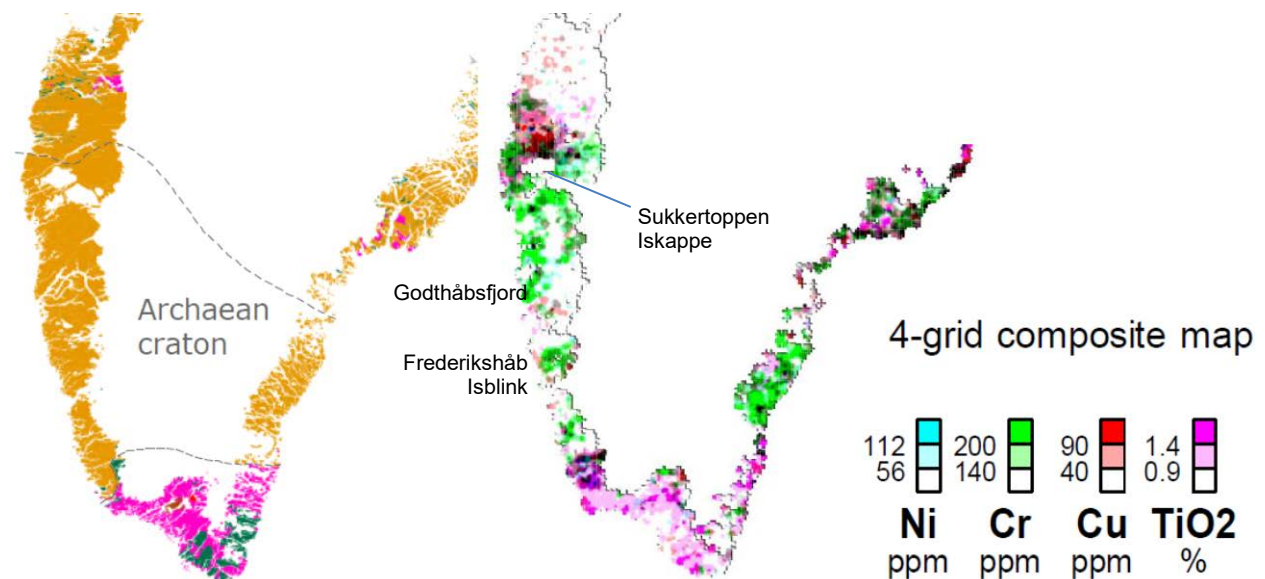 Archaean
craton
Sukkertoppen
Iskappe
Godthåbsfjord
Frederikshåb
Isblink
4-grid composite map
112 200 90 1.4
56 140 40 0.9
Ni Cr Cu TiO2
ppm ppm ppm %